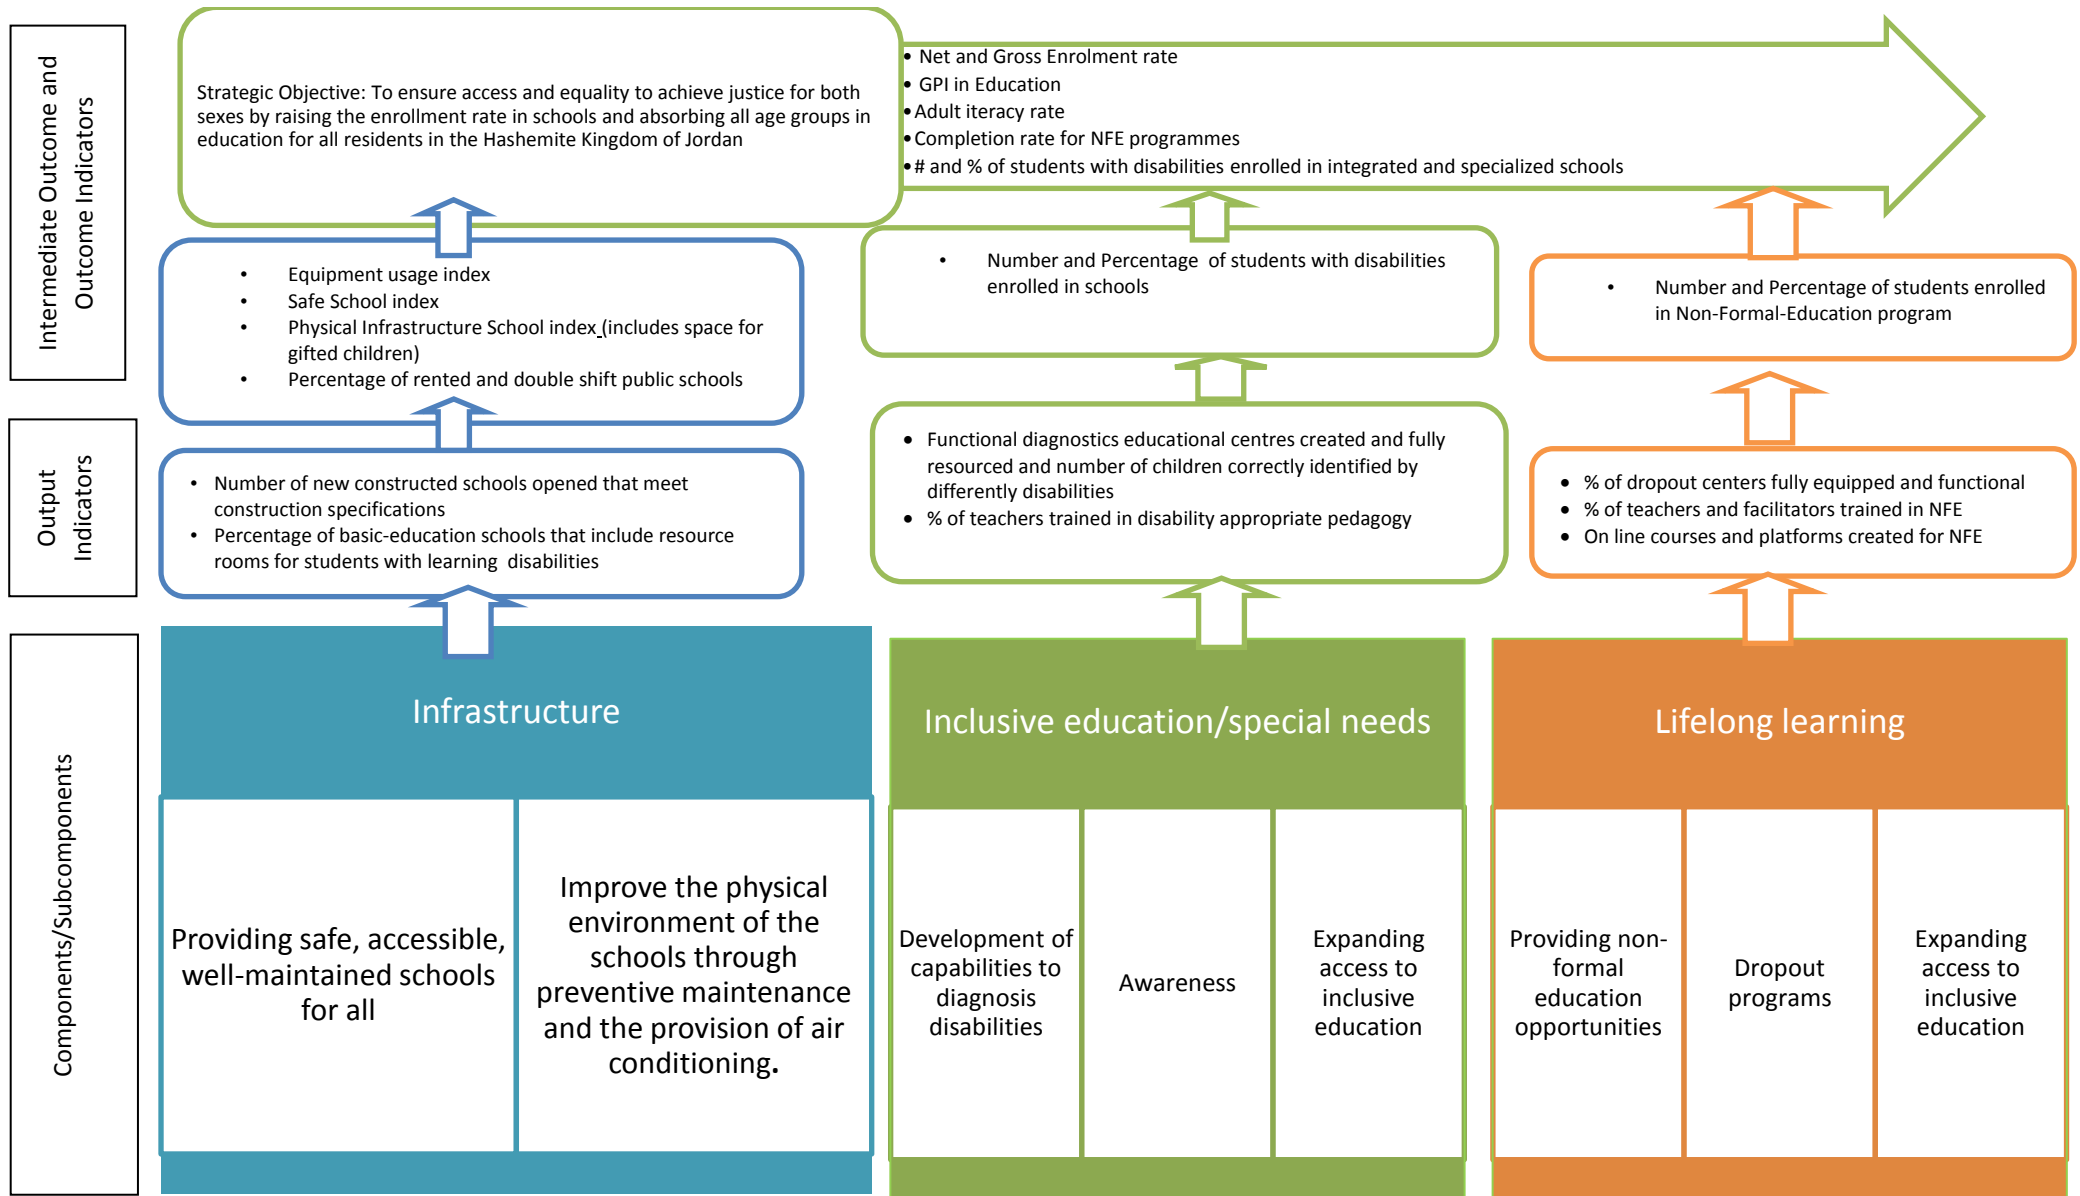 Intermediate Outcome and
Outcome Indicators
Strategic Objective: To ensure access and equality to achieve justice for both
sexes by raising the enrollment rate in schools and absorbing all age groups in
education for all residents in the Hashemite Kingdom of Jordan
• Net and Gross Enrolment rate
• GPI in Education
• Adult iteracy rate
• Completion rate for NFE programmes
• # and % of students with disabilities enrolled in integrated and specialized schools
• Equipment usage index
• Safe School index
• Physical Infrastructure School index (includes space for
gifted children)
• Percentage of rented and double shift public schools
• Number and Percentage of students with disabilities
enrolled in schools
• Number and Percentage of students enrolled
in Non-Formal-Education program
Output
Indicators
• Number of new constructed schools opened that meet
construction specifications
• Percentage of basic-education schools that include resource
rooms for students with learning disabilities
• Functional diagnostics educational centres created and fully
resourced and number of children correctly identified by
differently disabilities
• % of teachers trained in disability appropriate pedagogy
• % of dropout centers fully equipped and functional
• % of teachers and facilitators trained in NFE
• On line courses and platforms created for NFE
Components/Subcomponents
Infrastructure
Providing safe, accessible,
well-maintained schools
for all
Improve the physical
environment of the
schools through
preventive maintenance
and the provision of air
conditioning.
Inclusive education/special needs
Development of
capabilities to
diagnosis
disabilities
Awareness
Expanding
access to
inclusive
education
Lifelong learning
Providing non-
formal
education
opportunities
Dropout
programs
Expanding
access to
inclusive
education